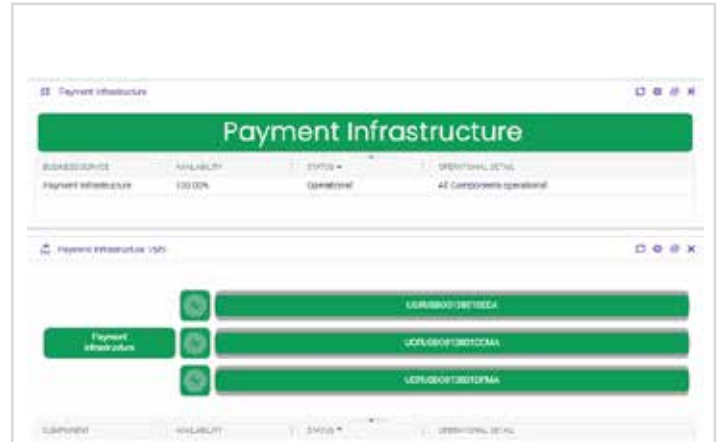 Payment Infrastructure
Payment Infrastructure
BUSINESS SERVICE AVAILABILITY STATUS OPERATIONAL DETAIL
Payment Infrastructure 100.00% Operational All Components operational
Payment Infrastructure
Payment
Infrastructure
COMPONENT AVAILABILITY STATUS OPERATIONAL DETAIL